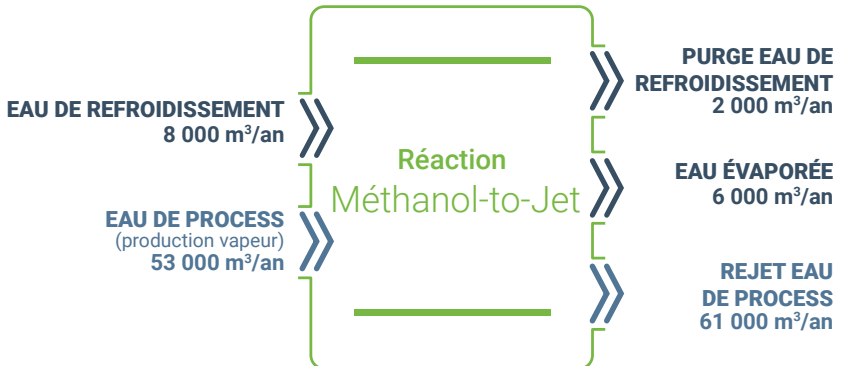 EAU DE REFROIDISSEMENT
8 000 m³/an
EAU DE PROCESS
(production vapeur)
53 000 m³/an
Réaction
Méthanol-to-Jet
PURGE EAU DE
REFROIDISSEMENT
2 000 m³/an
EAU ÉVAPORÉE
6 000 m³/an
REJET EAU
DE PROCESS
61 000 m³/an